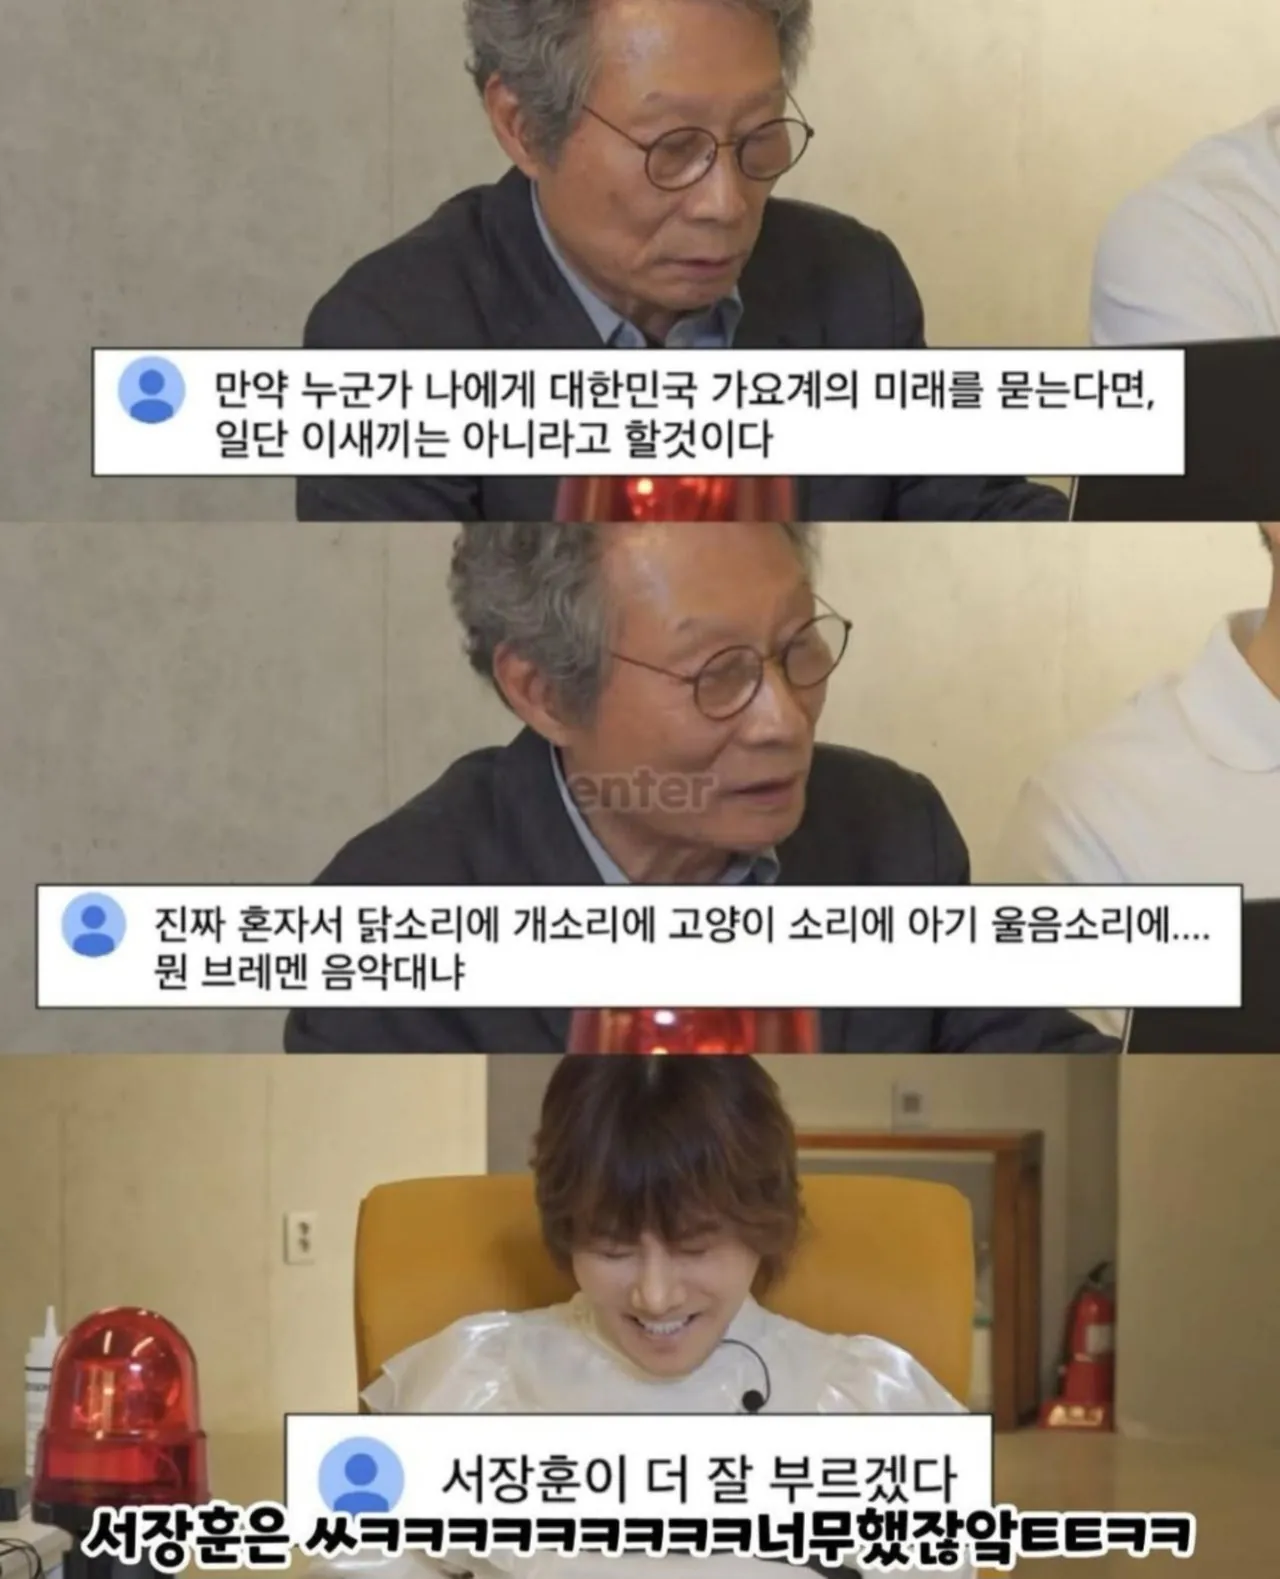 만약 누군가 나에게 대한민국 가요계의 미래를 묻는다면,
일단 이새끼는 아니라고 할것이다
enter
진짜 혼자서 닭소리에 개소리에 고양이 소리에 아기 울음소리에....
뭔 브레멘 음악대냐
서장훈이 더 잘 부르겠다
서장훈은 ㅆㅋㅋㅋㅋㅋㅋㅋㅋㅋ너무했잖앜ㅌㅌㅋㅋ